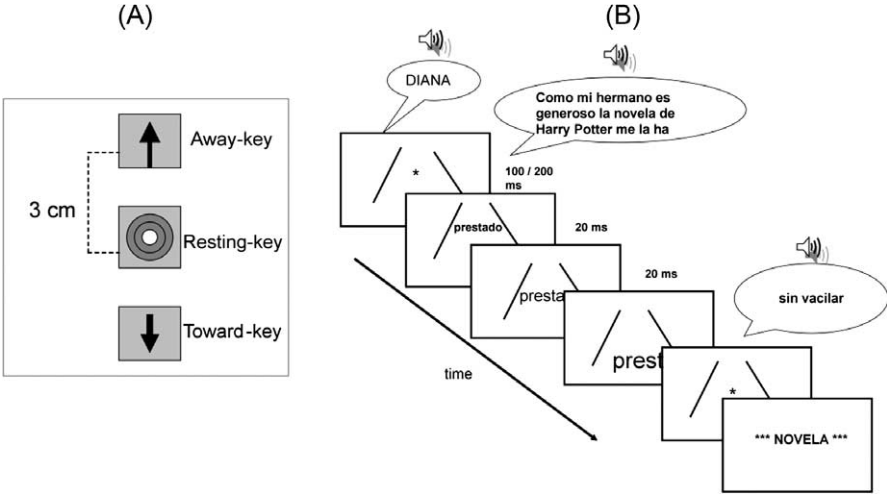 (A)
Away-key
3 cm
Resting-key
Toward-key
(B)
DIANA
Como mi hermano es
generoso la novela de
Harry Potter me la ha
*
100 / 200
ms
prestado
20 ms
presta
20 ms
prest
sin vacilar
*
time
*** NOVELA ***